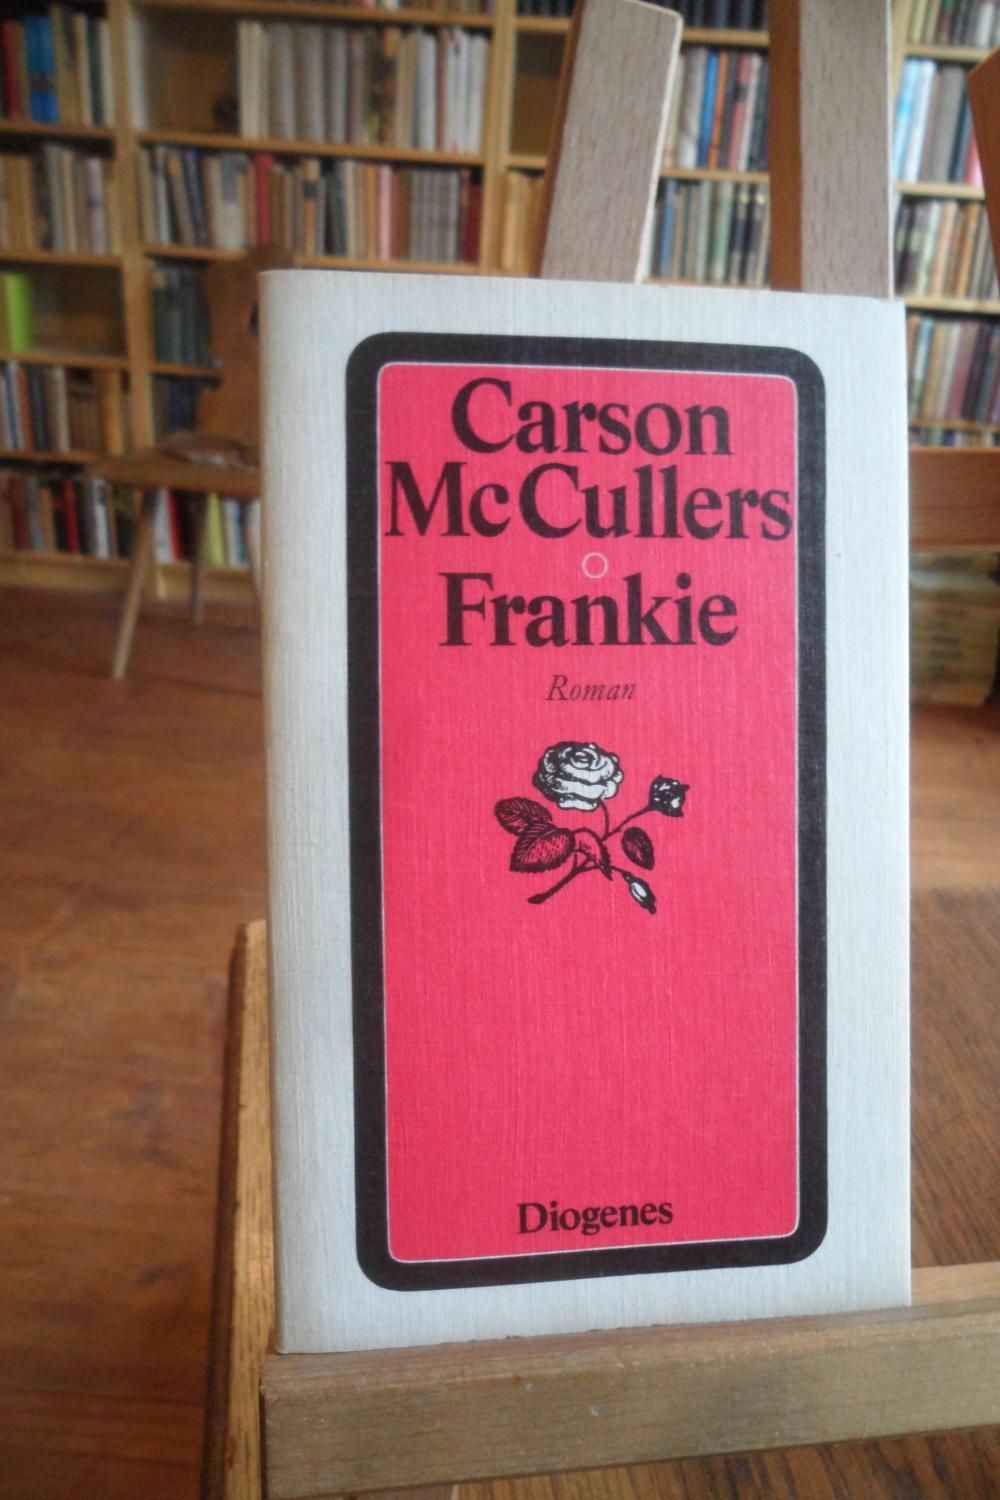 Carson
McCullers
Frankie
Roman
Diogenes